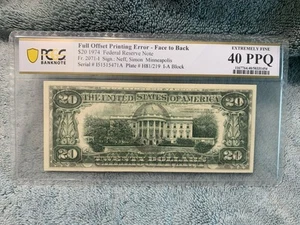 PCGS
BANKNOTE
Full Offset Printing Error - Face to Back
$20 1974 Federal Reserve Note
Fr. 2071-I Sign.: Neff, Simon Minneapolis
Serial # I51315471A Plate # H81/219 I-A Block
EXTREMELY FINE
40 PPQ
20 THE UNITED STATES OF AMERICA 20
20 TWENTY DOLLARS 20